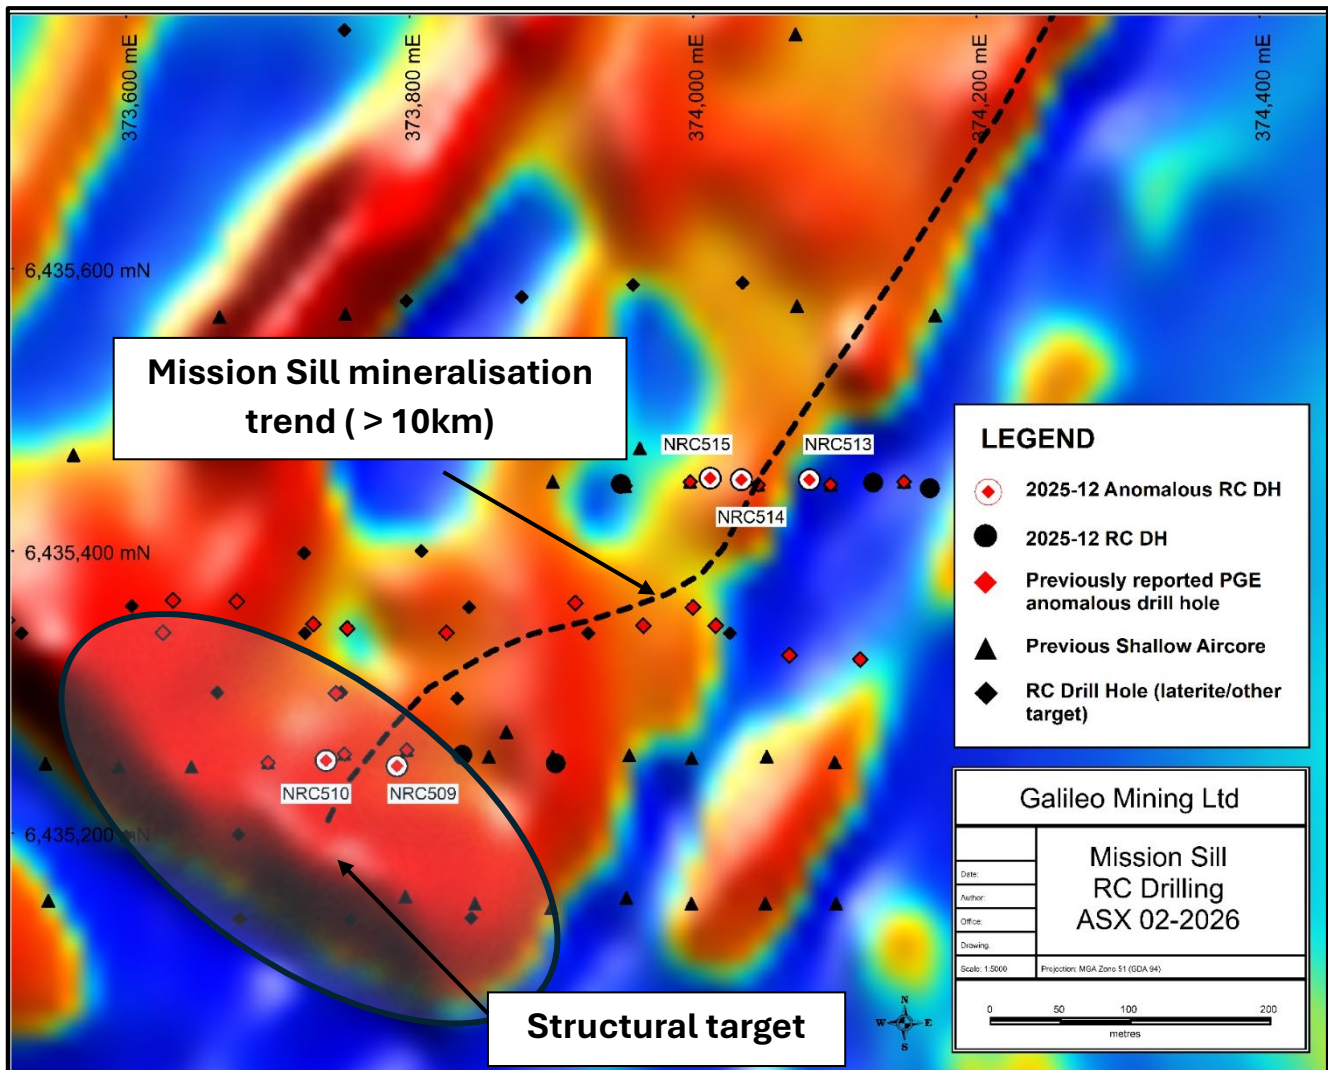 373,600 mE
373,800 mE
374,000 mE
374,200 mE
374,400 mE
6,435,600 mN
Mission Sill mineralisation
trend ( > 10km)
NRC515
NRC513
NRC514
6,435,400 mN
NRC510
NRC509
6,435,200 mN
Structural target
LEGEND
2025-12 Anomalous RC DH
2025-12 RC DH
Previously reported PGE
anomalous drill hole
Previous Shallow Aircore
RC Drill Hole (laterite/other
target)
Galileo Mining Ltd
Mission Sill
RC Drilling
ASX 02-2026
Date:
Author:
Office:
Drawing:
Scale: 1:5000
Projection: MGA Zone 51 (GDA 94)
N
W E
S
0 50 100 200
metres